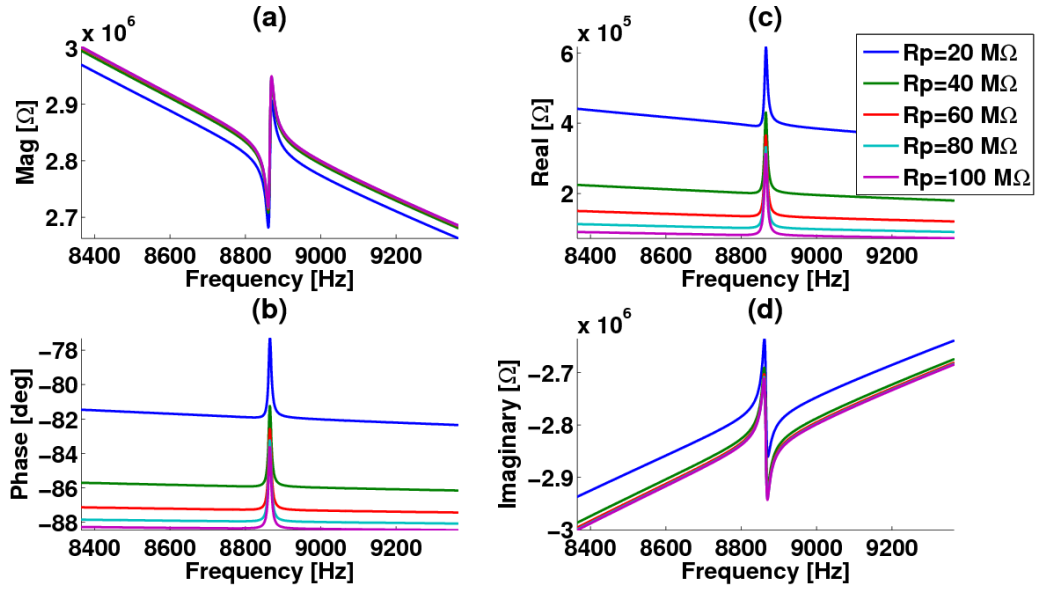 (a)
x 10^6
3
2.9
2.8
2.7
Mag [Ω]
8400 8600 8800 9000 9200
Frequency [Hz]
(c)
x 10^5
6
4
2
Real [Ω]
8400 8600 8800 9000 9200
Frequency [Hz]
Rp=20 MΩ
Rp=40 MΩ
Rp=60 MΩ
Rp=80 MΩ
Rp=100 MΩ
(b)
-78
-80
-82
-84
-86
-88
Phase [deg]
8400 8600 8800 9000 9200
Frequency [Hz]
(d)
x 10^6
-2.7
-2.8
-2.9
-3
Imaginary [Ω]
8400 8600 8800 9000 9200
Frequency [Hz]